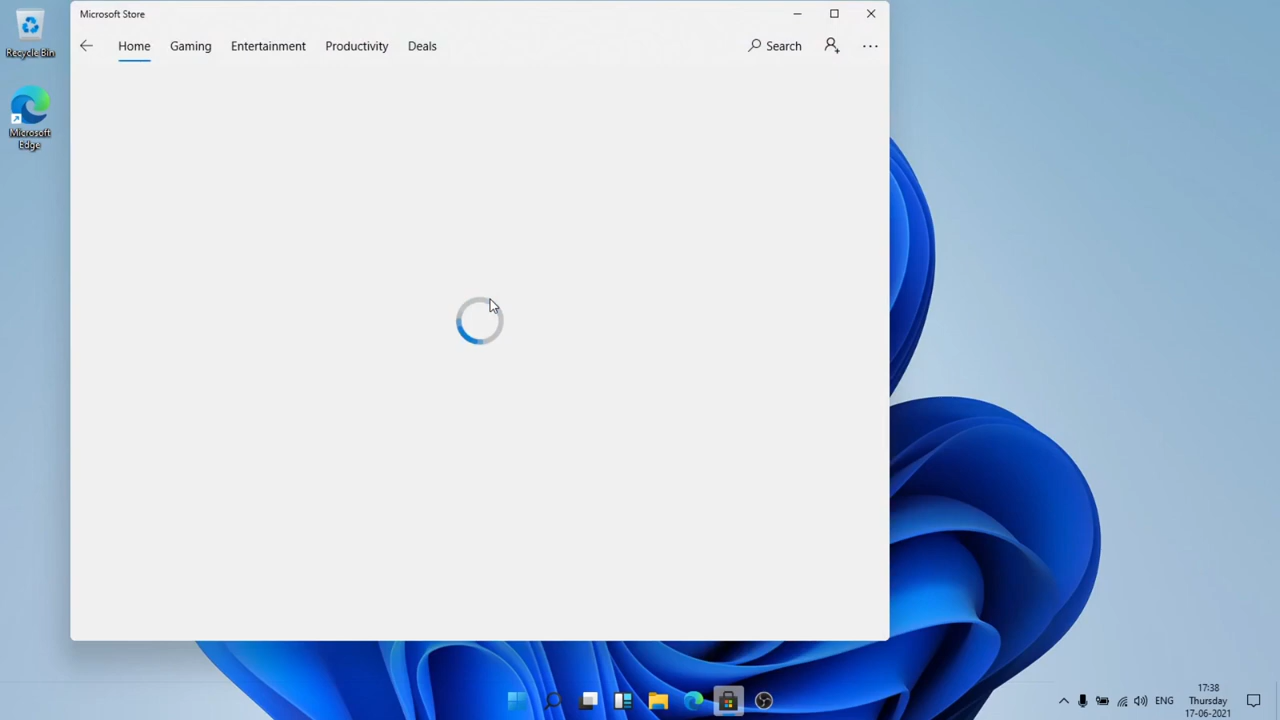 Microsoft Store
Recycle Bin
Home Gaming Entertainment Productivity Deals Search
Microsoft
Edge
ENG
17:38
Thursday
17-06-2021